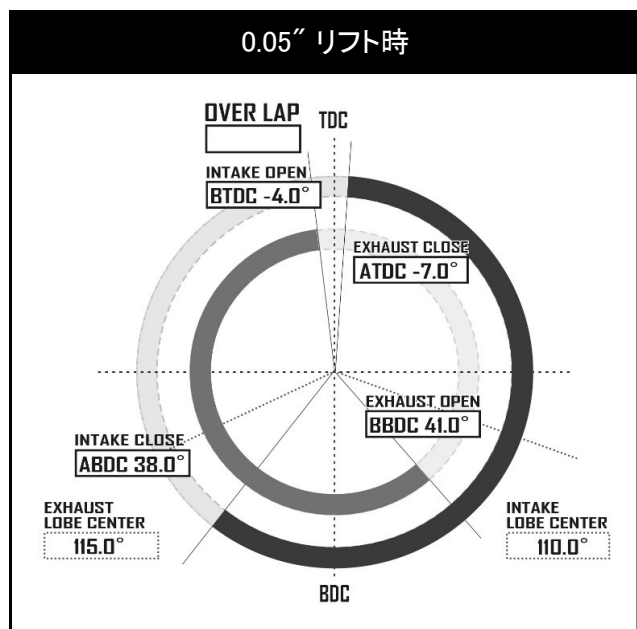 0.05″ リフト時
OVER LAP
TDC
INTAKE OPEN
BTDC -4.0°
EXHAUST CLOSE
ATDC -7.0°
EXHAUST OPEN
BBDC 41.0°
INTAKE CLOSE
ABDC 38.0°
EXHAUST
LOBE CENTER
115.0°
INTAKE
LOBE CENTER
110.0°
BDC